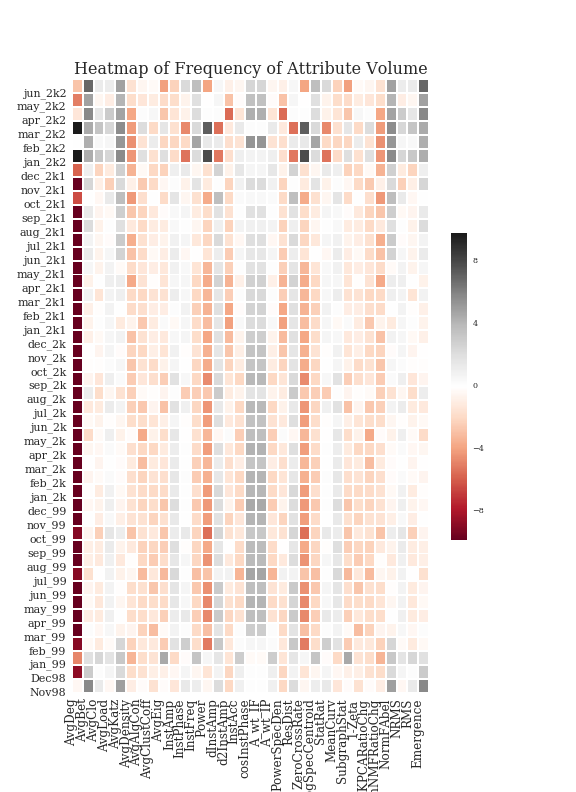 Heatmap of Frequency of Attribute Volume
jun_2k2
may_2k2
apr_2k2
mar_2k2
feb_2k2
jan_2k2
dec_2k1
nov_2k1
oct_2k1
sep_2k1
aug_2k1
jul_2k1
jun_2k1
may_2k1
apr_2k1
mar_2k1
feb_2k1
jan_2k1
dec_2k
nov_2k
oct_2k
sep_2k
aug_2k
jul_2k
jun_2k
may_2k
apr_2k
mar_2k
feb_2k
jan_2k
dec_99
nov_99
oct_99
sep_99
aug_99
jul_99
jun_99
may_99
apr_99
mar_99
feb_99
jan_99
Dec98
Nov98
AvgDeg
AvgBet
AvgClo
AvgLoad
AvgKatz
AvgDensity
AvgAlgCon
AvgClustCoff
AvgEig
InstAmp
InstPhase
InstFreq
Power
dInstAmp
d2InstAmp
InstAcc
cosInstPhase
A_wt_IF
A_wt_IP
PowerSpecDen
ResDist
ZeroCrossRate
gSpecCentroid
StatRat
MeanCurv
SubgraphStat
1-Zeta
KPCARatioChg
NMFRatioChg
NormFAbel
NRMS
RMS
Emergence
8
4
0
−4
−8